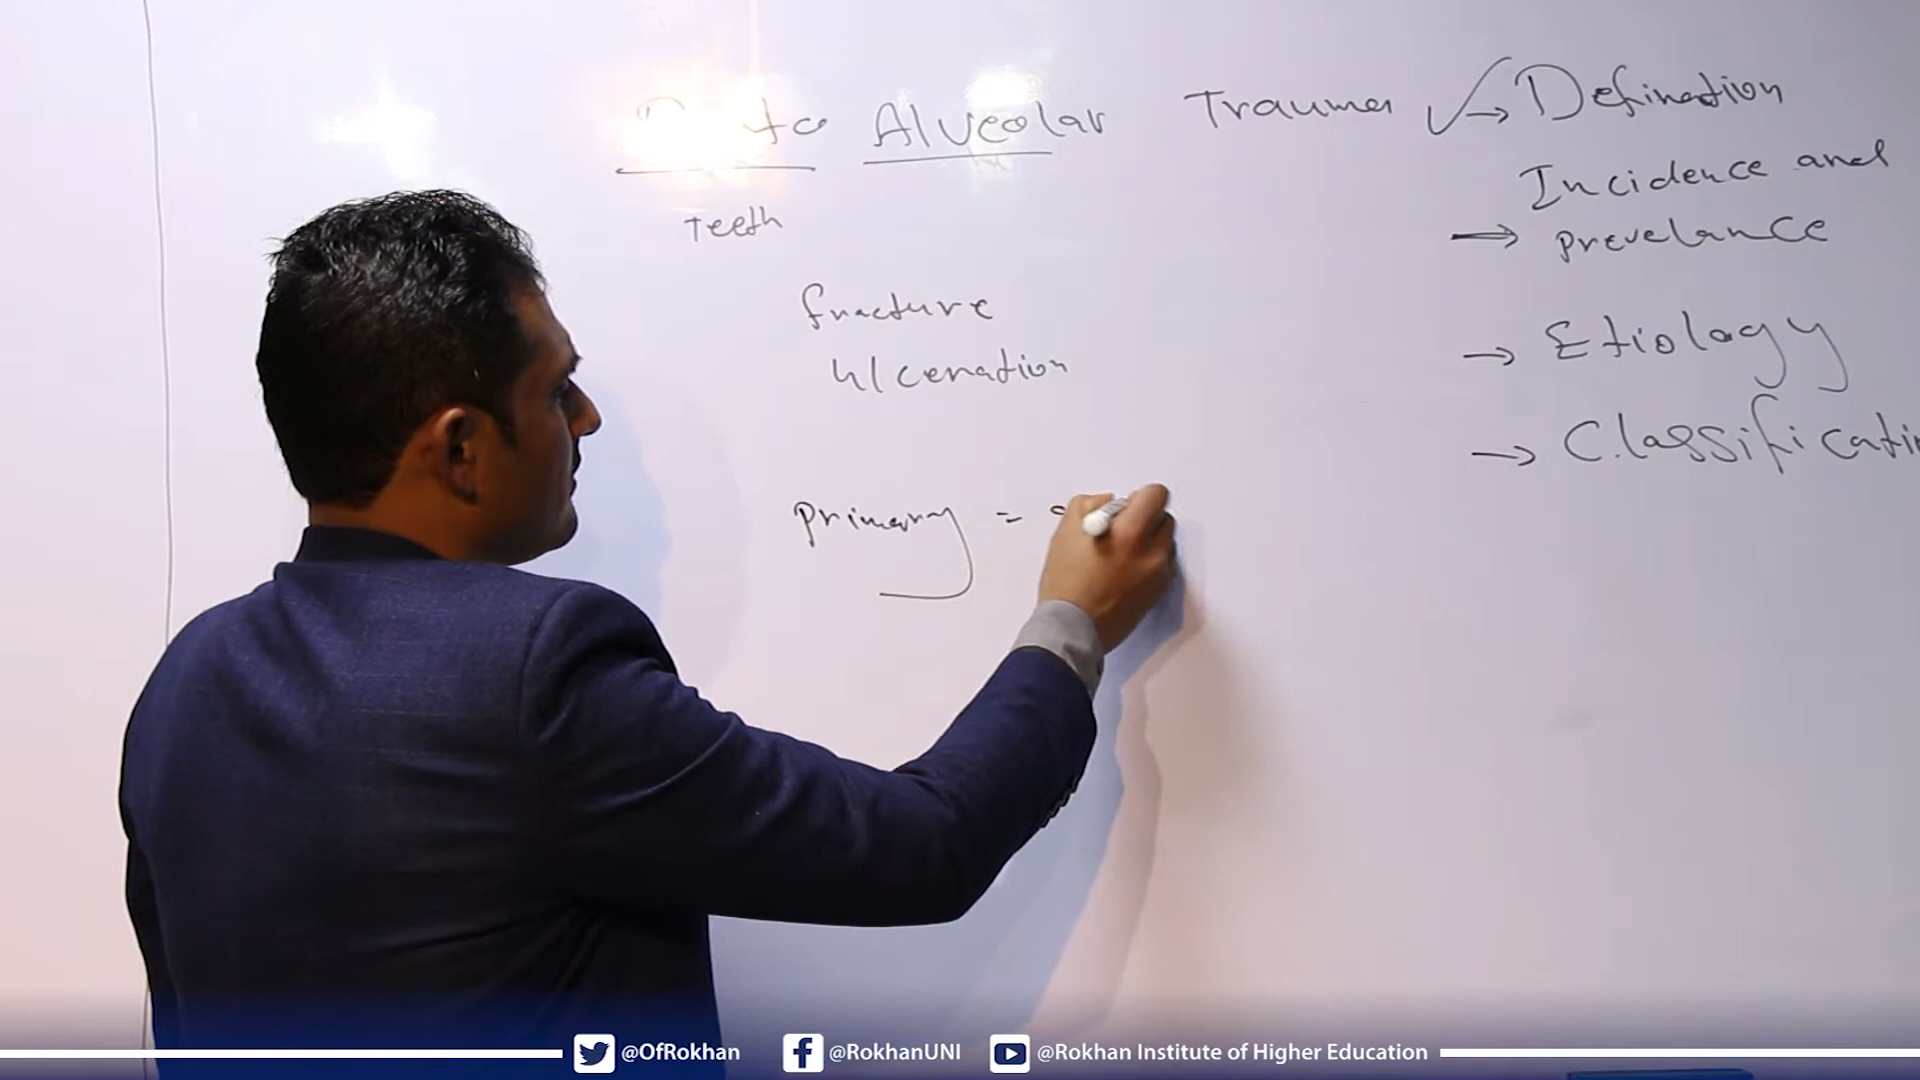 Alveolar Trauma → Defination
Teeth
Incidence and
→ prevelance
fracture
ulceration
→ Etiology
→ Classificati
primary =
@OfRokhan @RokhanUNI @Rokhan Institute of Higher Education